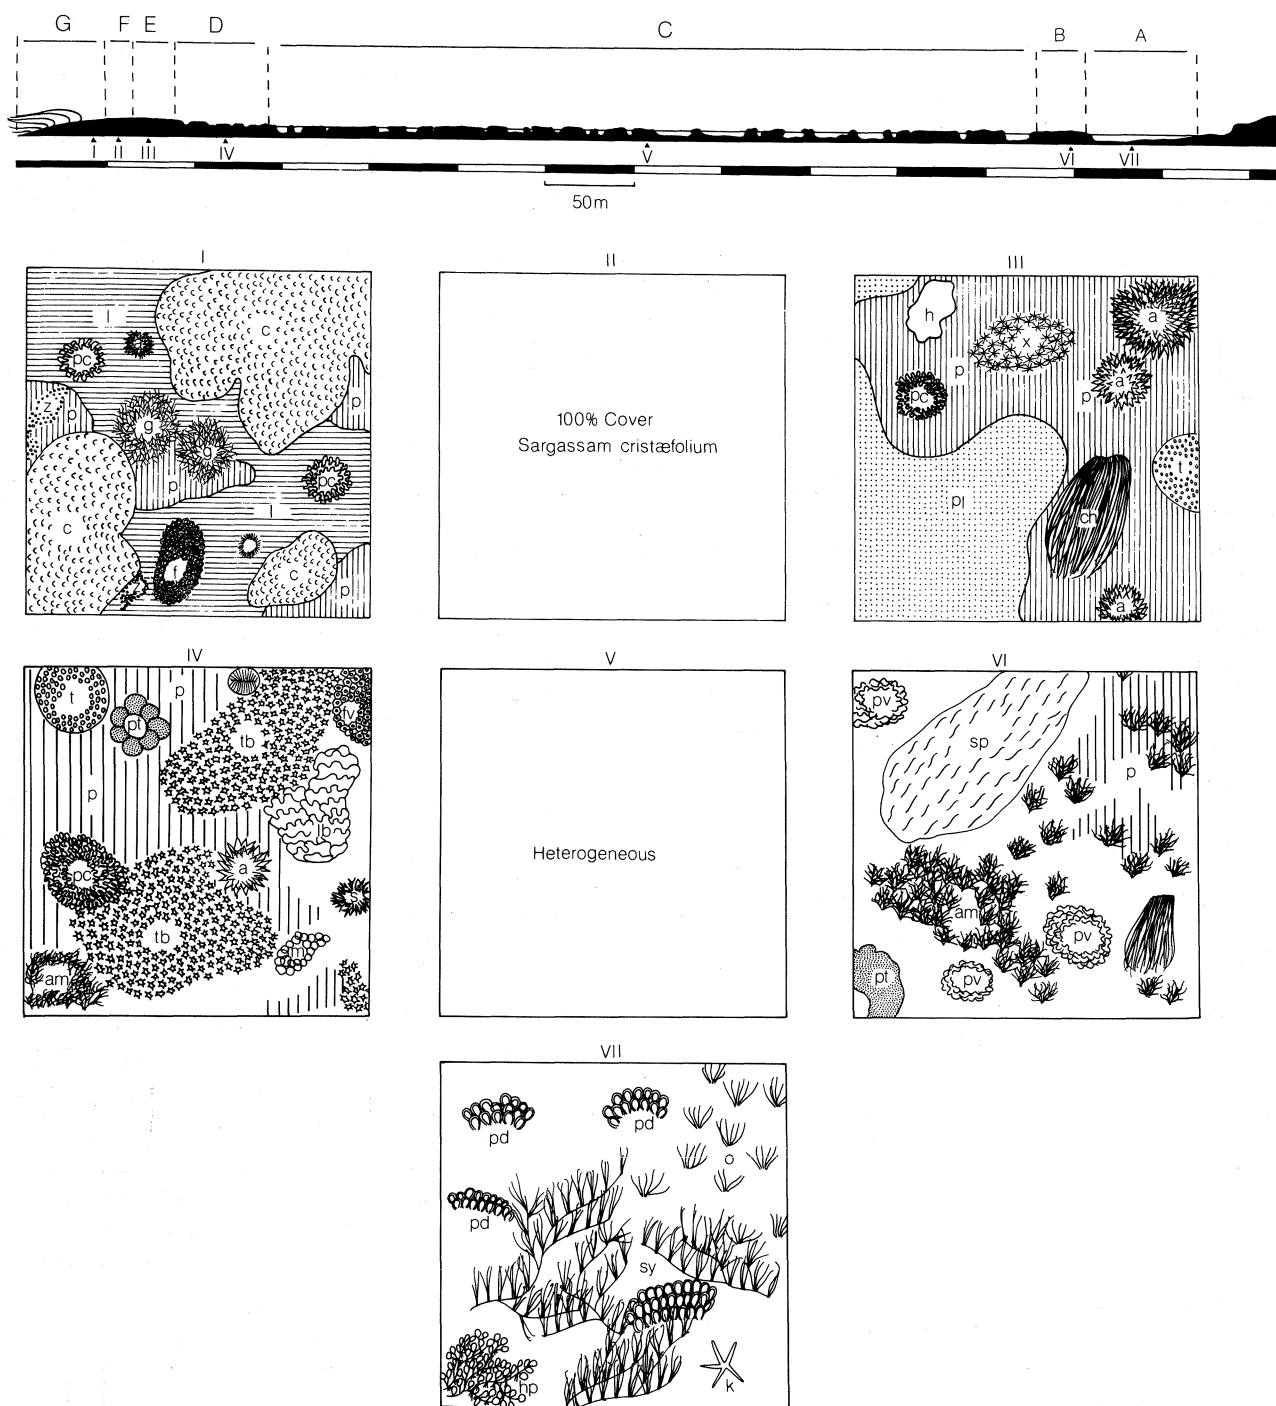 G F E D C B A
I II III IV V VI VII
50m
I
l
c
pc
g
z
p
p
g
g
p
pc
l
c
f
c
z
p
II
100% Cover
Sargassam cristæfolium
III
h
x
a
p
a
p
pc
t
pl
ch
a
IV
t
p
pt
tb
fv
p
lb
pc
a
s
tb
m
am
V
Heterogeneous
VI
pv
sp
p
am
pv
pt
pv
VII
pd
pd
o
pd
sy
hp
k